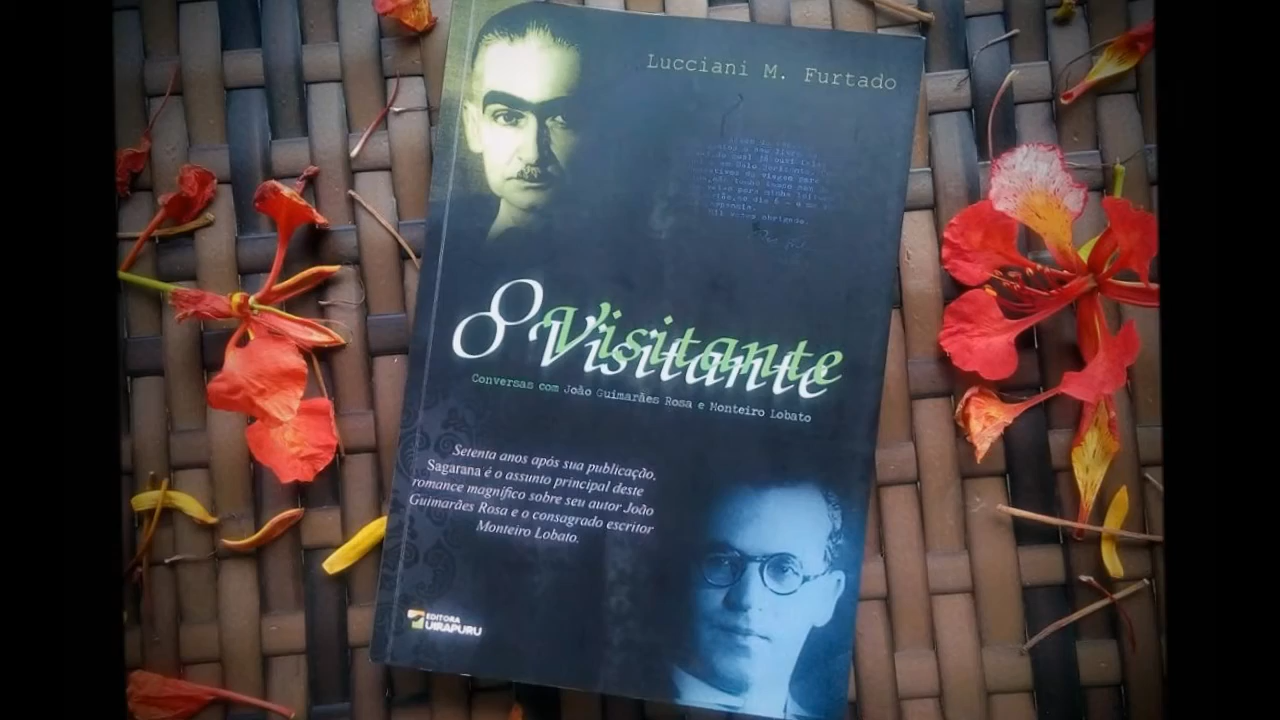 Lucciani M. Furtado
O Visitante
O Visitante
Conversas com João Guimarães Rosa e Monteiro Lobato
Setenta anos após sua publicação,
Sagarana é o assunto principal deste
romance magnífico sobre seu autor João
Guimarães Rosa e o consagrado escritor
Monteiro Lobato.
EDITORA
UIRAPURU